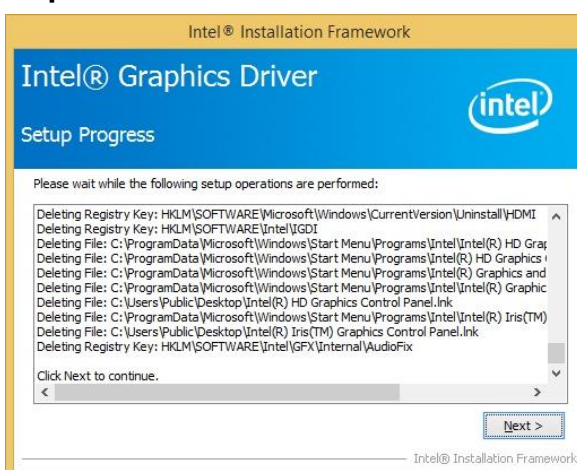 Intel® Installation Framework
Intel® Graphics Driver
intel
Setup Progress
Please wait while the following setup operations are performed:
Deleting Registry Key: HKLM\SOFTWARE\Microsoft\Windows\CurrentVersion\Uninstall\HDMI
Deleting Registry Key: HKLM\SOFTWARE\Intel\IGDI
Deleting File: C:\ProgramData\Microsoft\Windows\Start Menu\Programs\Intel\Intel(R) HD Grap
Deleting File: C:\ProgramData\Microsoft\Windows\Start Menu\Programs\Intel(R) HD Graphics
Deleting File: C:\ProgramData\Microsoft\Windows\Start Menu\Programs\Intel\Intel(R) Graphics and
Deleting File: C:\ProgramData\Microsoft\Windows\Start Menu\Programs\Intel\Intel(R) Graphic
Deleting File: C:\Users\Public\Desktop\Intel(R) HD Graphics Control Panel.lnk
Deleting File: C:\ProgramData\Microsoft\Windows\Start Menu\Programs\Intel\Intel(R) Iris(TM)
Deleting File: C:\Users\Public\Desktop\Intel(R) Iris(TM) Graphics Control Panel.lnk
Deleting Registry Key: HKLM\SOFTWARE\Intel\GFX\Internal\AudioFix
Click Next to continue.
Next >
Intel® Installation Framework